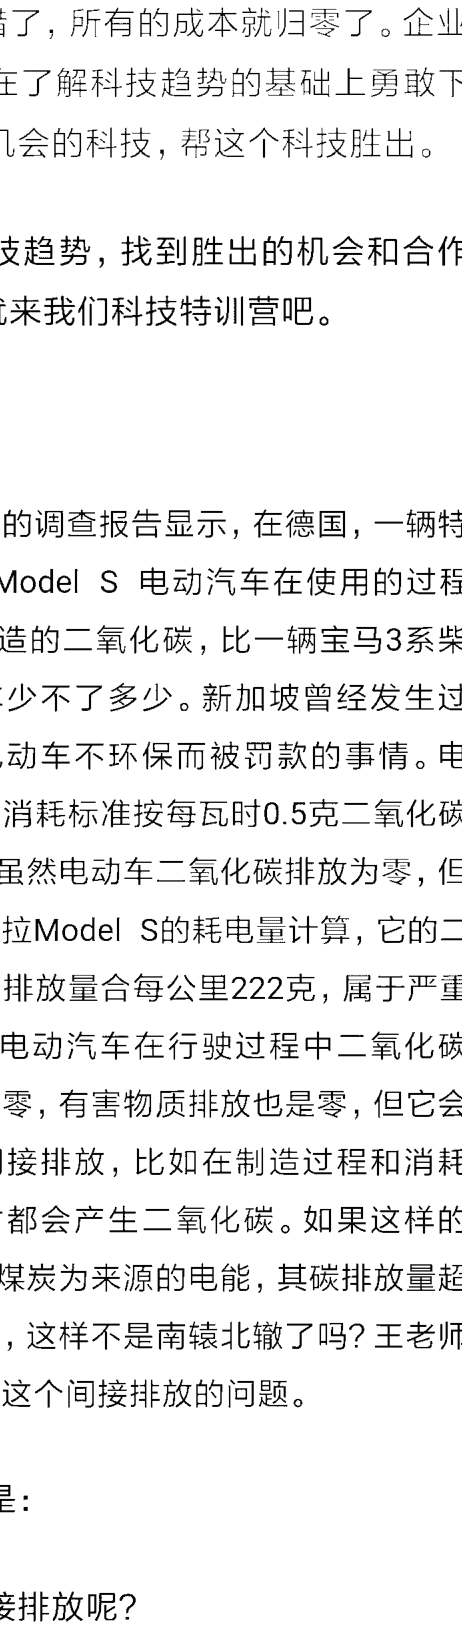 了，所有的成本就归零了。企业
在了解科技趋势的基础上勇敢下
机会的科技，帮这个科技胜出。
技趋势，找到胜出的机会和合作
就来我们科技特训营吧。
的调查报告显示，在德国，一辆特
Model S 电动汽车在使用的过程
造的二氧化碳，比一辆宝马3系柴
少不了多少。新加坡曾经发生过
动车不环保而被罚款的事情。电
消耗标准按每瓦时0.5克二氧化碳
虽然电动车二氧化碳排放为零，但
拉Model S的耗电量计算，它的二
排放量合每公里222克，属于严重
电动汽车在行驶过程中二氧化碳
零，有害物质排放也是零，但它会
间接排放，比如在制造过程和消耗
都会产生二氧化碳。如果这样的
煤炭为来源的电能，其碳排放量超
，这样不是南辕北辙了吗？王老师
这个间接排放的问题。
是：
接排放呢？